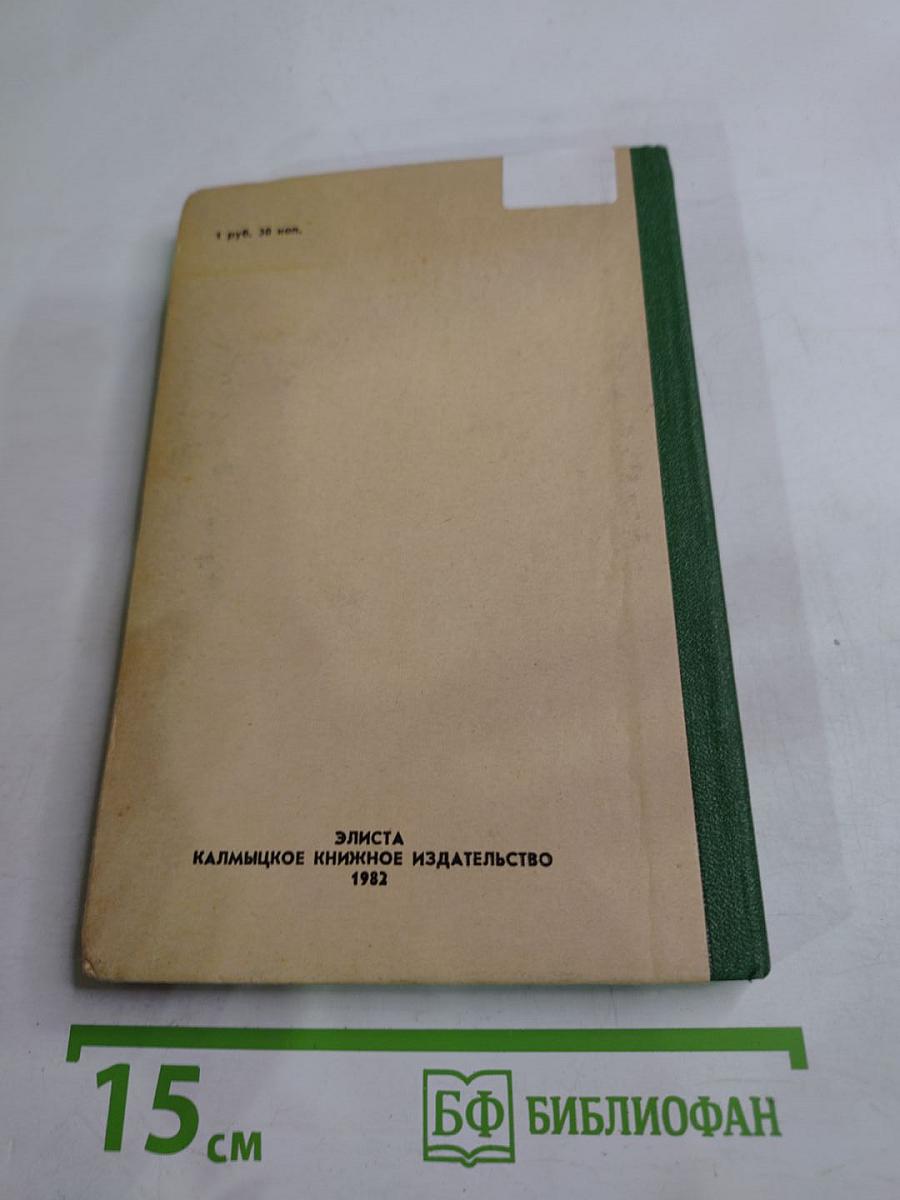 1 руб. 30 коп.
ЭЛИСТА
КАЛМЫЦКОЕ КНИЖНОЕ ИЗДАТЕЛЬСТВО
1982
15 см
БФ БИБЛИОФАН